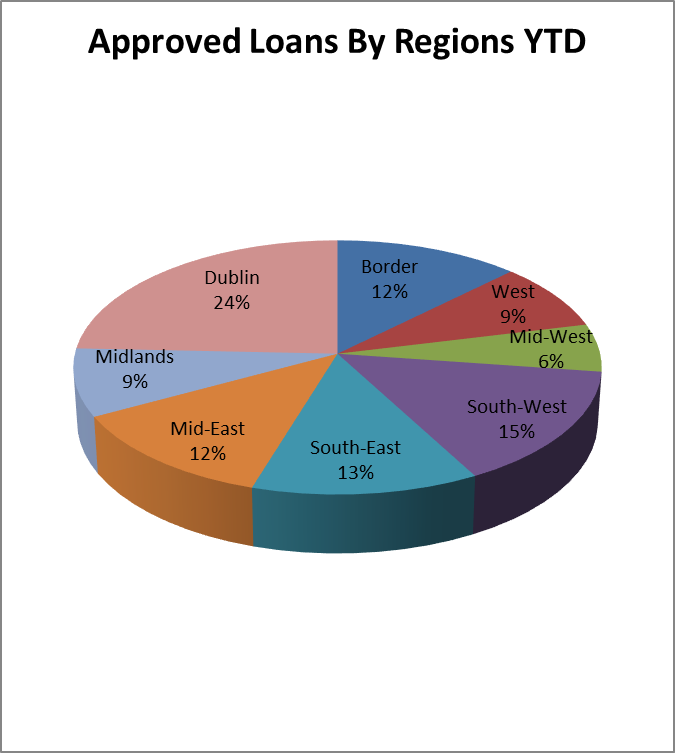 Approved Loans By Regions YTD
Border
12%
West
9%
Mid-West
6%
South-West
15%
South-East
13%
Mid-East
12%
Midlands
9%
Dublin
24%